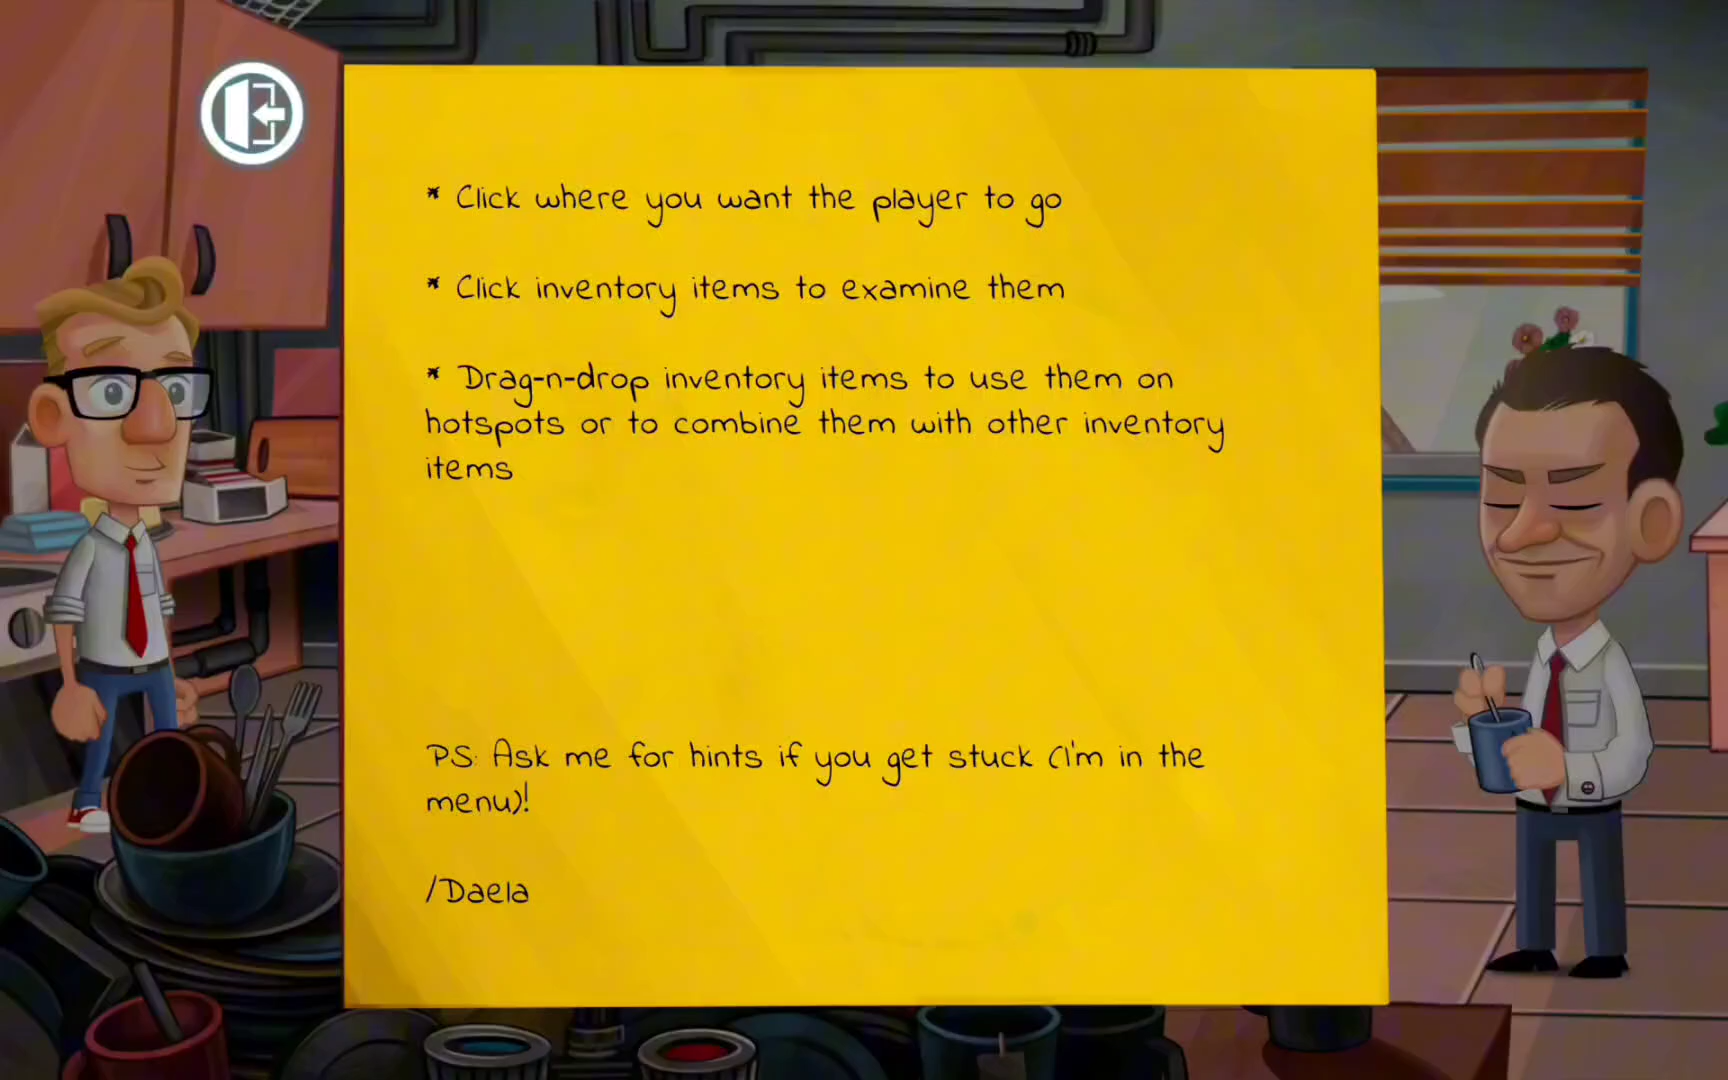 * Click where you want the player to go
* Click inventory items to examine them
* Drag-n-drop inventory items to use them on
hotspots or to combine them with other inventory
items
PS: Ask me for hints if you get stuck (I'm in the
menu)!
/Daela